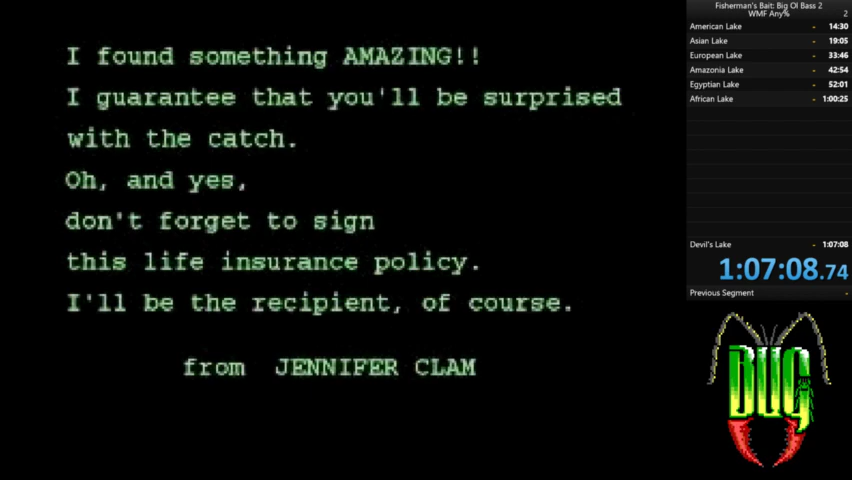 I found something AMAZING!!
I guarantee that you'll be surprised
with the catch.
Oh, and yes,
don't forget to sign
this life insurance policy.
I'll be the recipient, of course.
from JENNIFER CLAM
Fisherman's Bait: Big Ol Bass 2
WMF Any% 2
American Lake - 14:30
Asian Lake - 19:05
European Lake - 33:46
Amazonia Lake - 42:54
Egyptian Lake - 52:01
African Lake - 1:00:25
Devil's Lake - 1:07:08
1:07:08.74
Previous Segment -
BUG